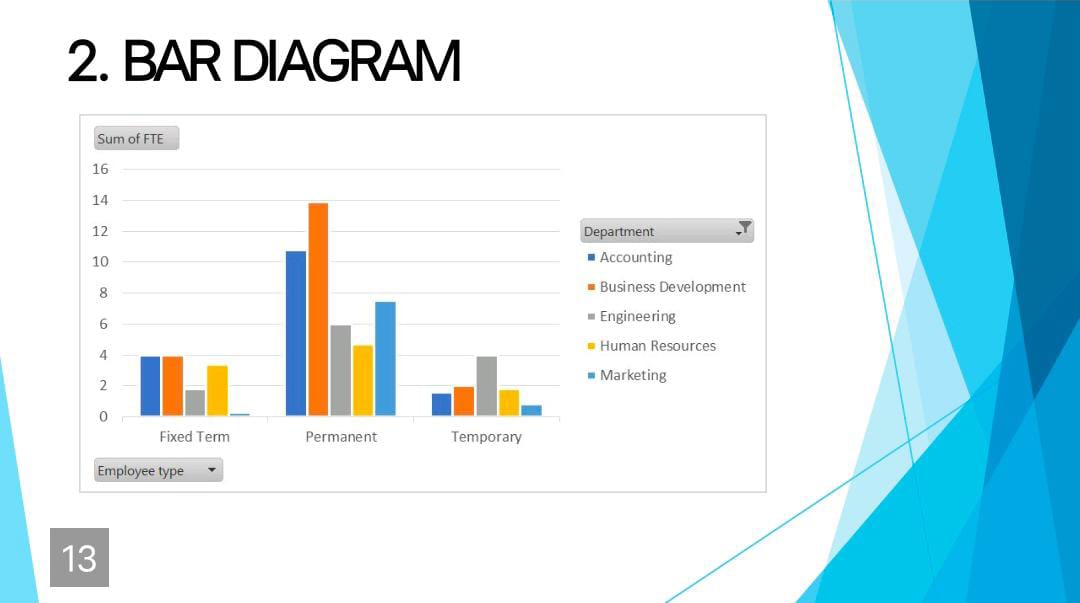 2. BAR DIAGRAM
Sum of FTE
16
14
12
10
8
6
4
2
0
Fixed Term Permanent Temporary
Department
Accounting
Business Development
Engineering
Human Resources
Marketing
Employee type
13